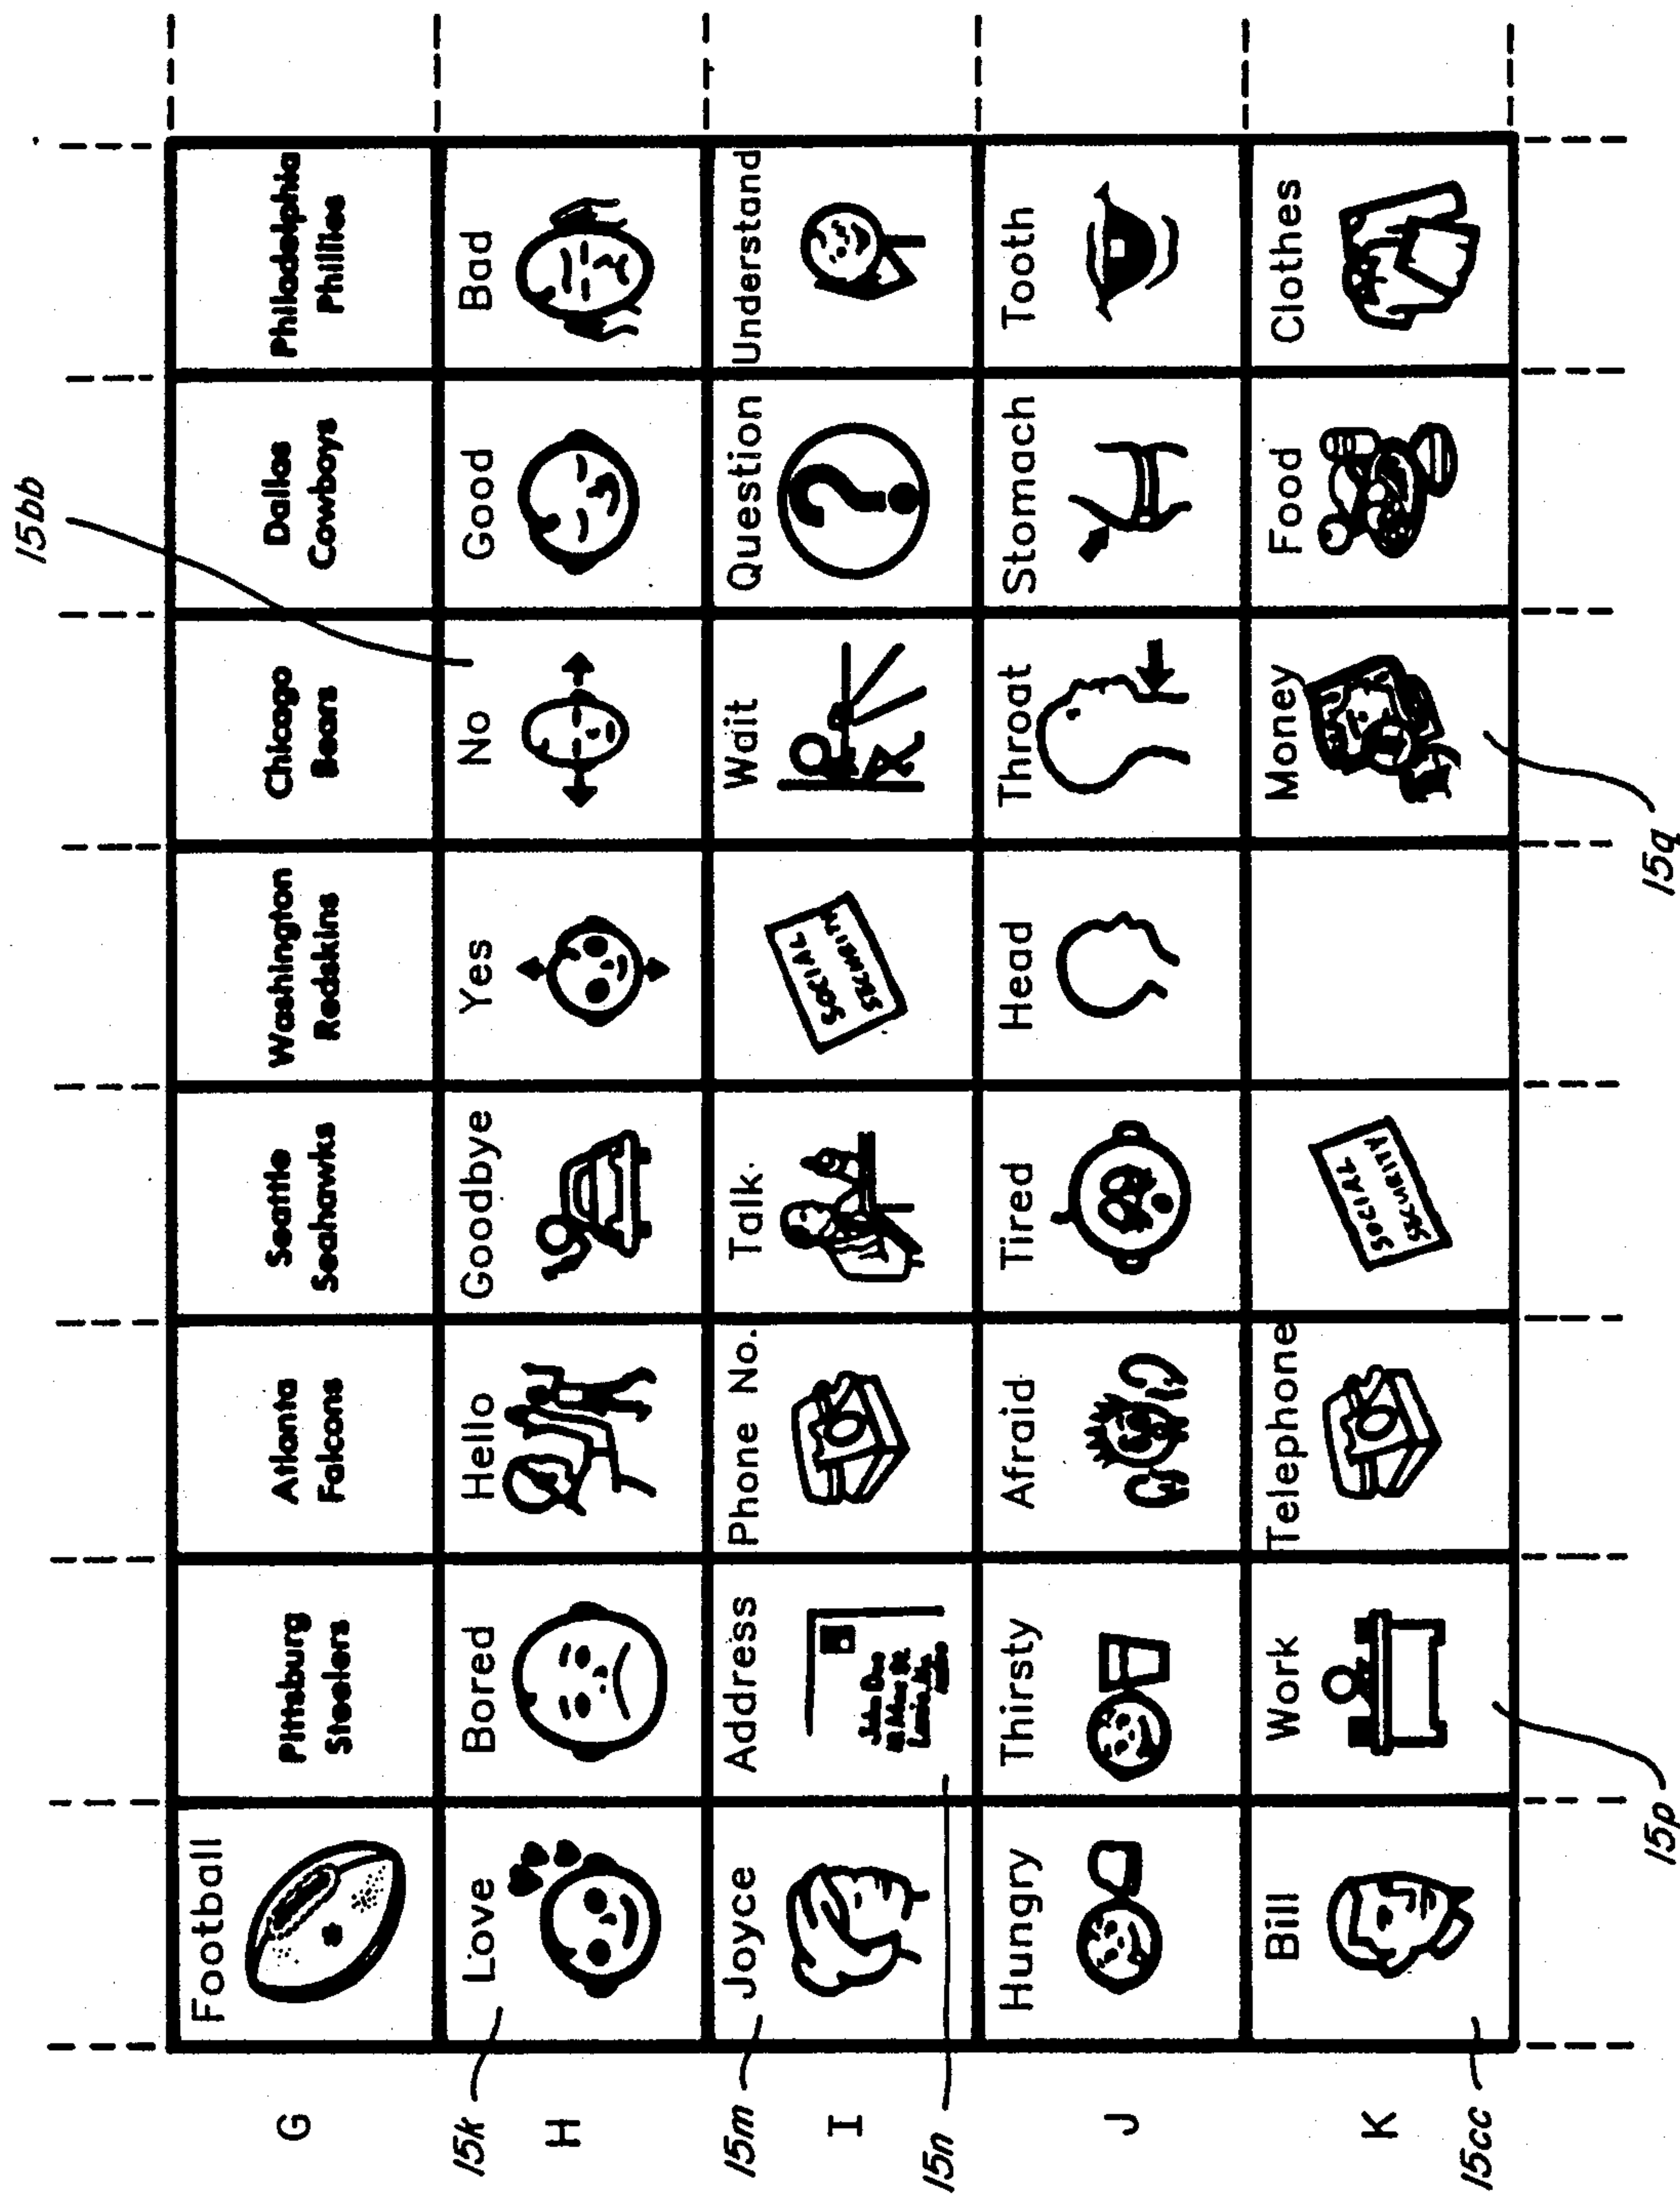 15bb
G
Football
Pittsburg
Steelers
Atlanta
Falcons
Seattle
Seahawks
Washington
Redskins
Chicago
Bears
Dallas
Cowboys
Philadelphia
Phillies
15k
H
Love
Bored
Hello
Goodbye
Yes
No
Good
Bad
15m
I
15n
Joyce
Address
John Doe
Phone No.
Talk
SOCIAL
SECURITY
Wait
Question
?
Understand
J
Hungry
Thirsty
Afraid
Tired
Head
Throat
Stomach
Tooth
K
15cc
Bill
Work
Telephone
SOCIAL
SECURITY
Money
Food
Clothes
15p
15q